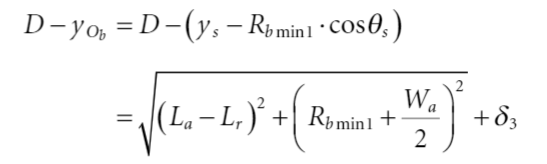 D − y_{O_b} = D − (y_s − R_{b min1} · cosθ_s)
= √((L_a − L_r)^2 + (R_{b min1} + W_a/2)^2) + δ_3